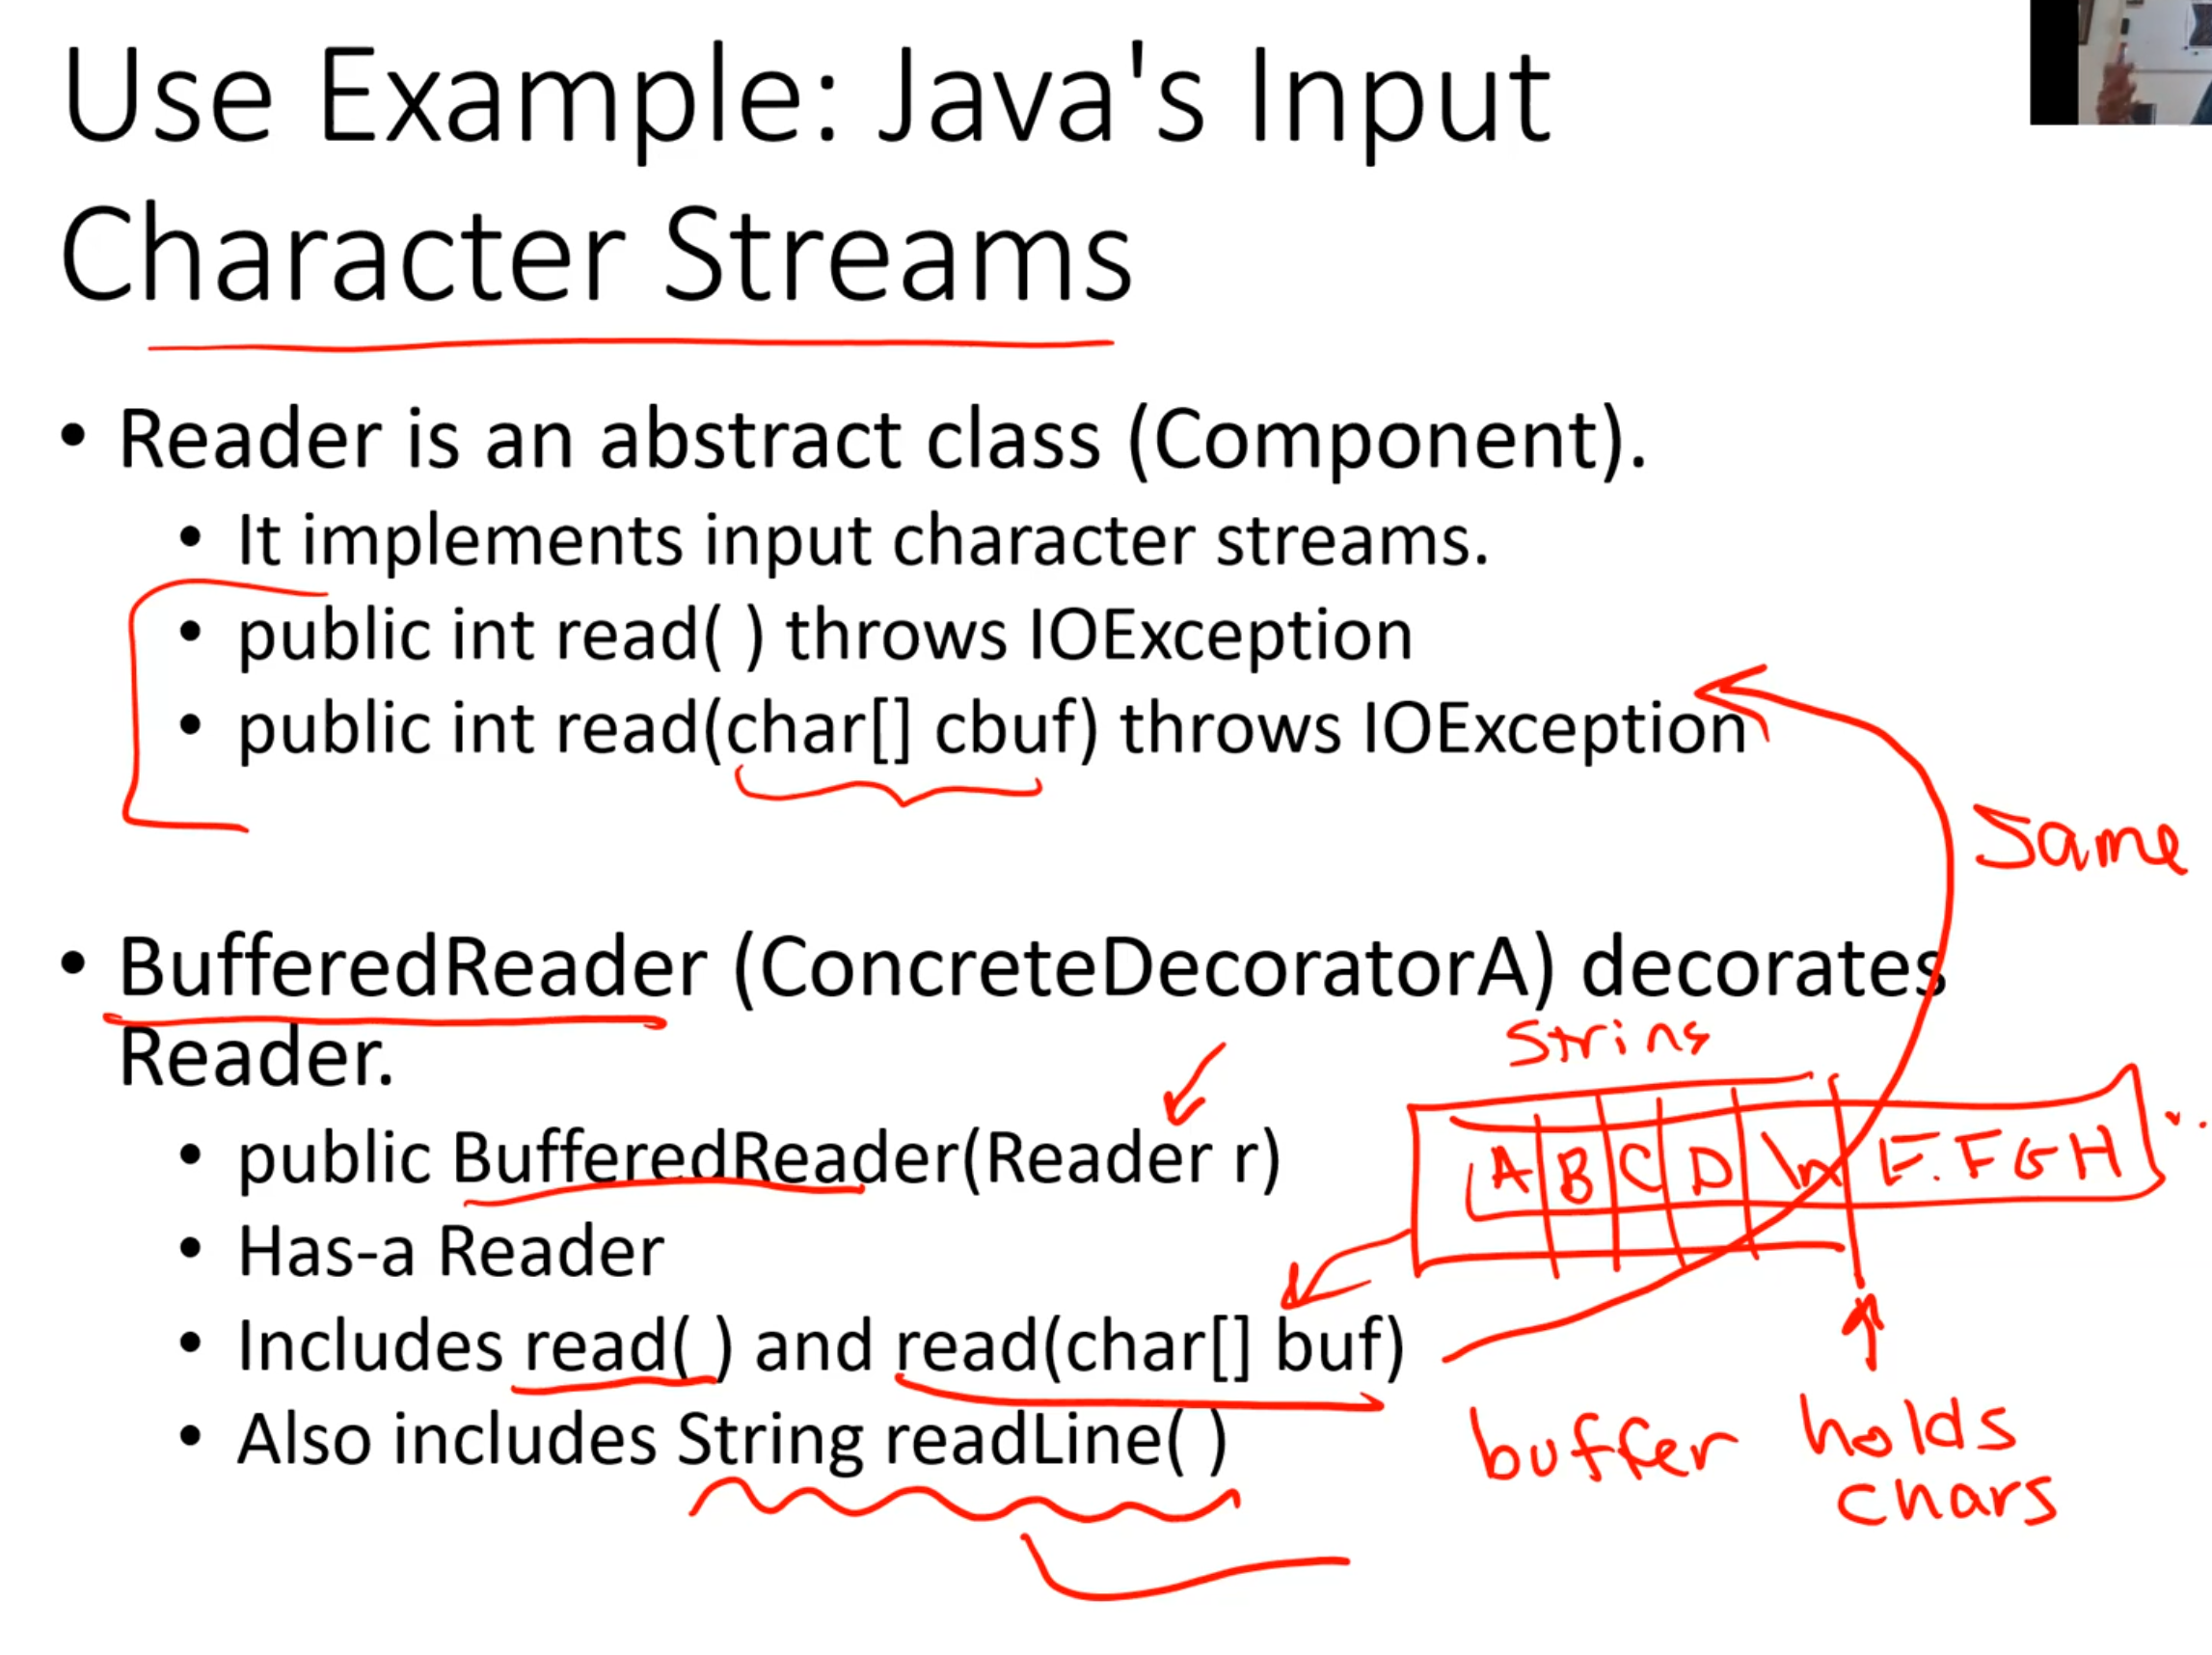 Use Example: Java's Input
Character Streams
• Reader is an abstract class (Component).
• It implements input character streams.
• public int read( ) throws IOException
• public int read(char[] cbuf) throws IOException
Same
• BufferedReader (ConcreteDecoratorA) decorates
Reader.
String
• public BufferedReader(Reader r)
A B C D \n E F G H ...
• Has-a Reader
• Includes read( ) and read(char[] buf)
• Also includes String readLine( )
buffer holds
chars